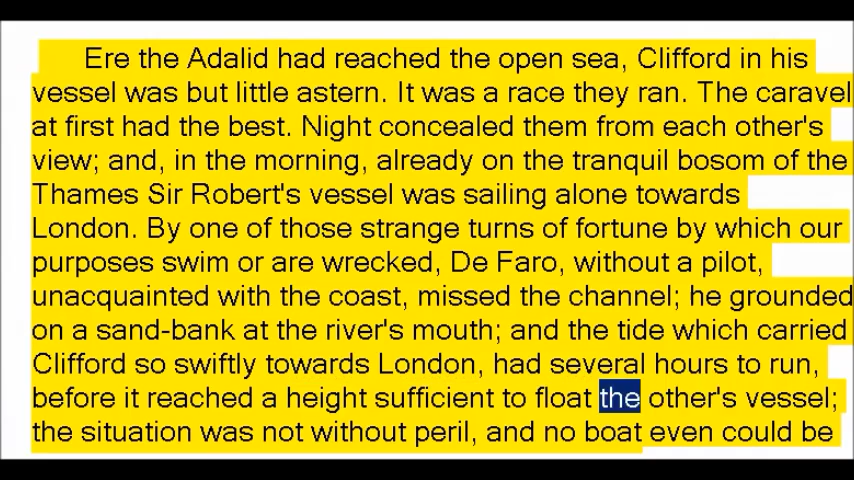 Ere the Adalid had reached the open sea, Clifford in his
vessel was but little astern. It was a race they ran. The caravel
at first had the best. Night concealed them from each other's
view; and, in the morning, already on the tranquil bosom of the
Thames Sir Robert's vessel was sailing alone towards
London. By one of those strange turns of fortune by which our
purposes swim or are wrecked, De Faro, without a pilot,
unacquainted with the coast, missed the channel; he grounded
on a sand-bank at the river's mouth; and the tide which carried
Clifford so swiftly towards London, had several hours to run,
before it reached a height sufficient to float the other's vessel;
the situation was not without peril, and no boat even could be